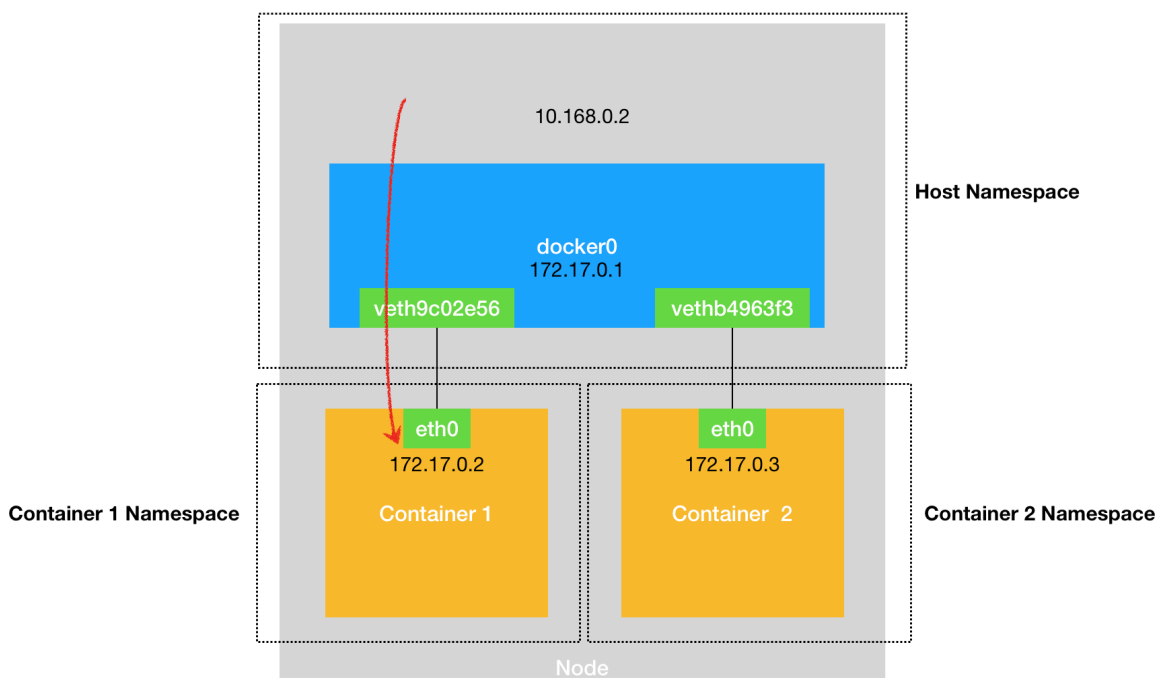 10.168.0.2
Host Namespace
docker0
172.17.0.1
veth9c02e56
vethb4963f3
eth0
eth0
172.17.0.2
172.17.0.3
Container 1 Namespace
Container 1
Container 2
Container 2 Namespace
Node